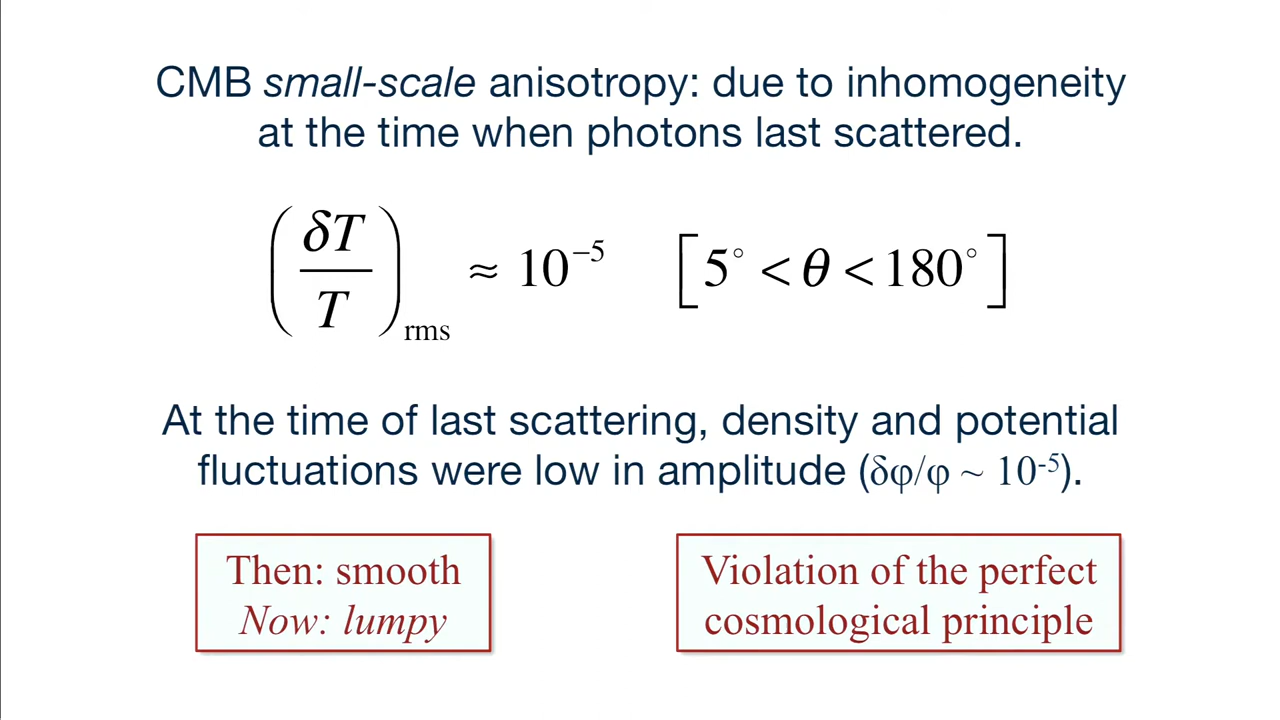 CMB small-scale anisotropy: due to inhomogeneity
at the time when photons last scattered.
(δT/T)rms ≈ 10⁻⁵ [5° < θ < 180°]
At the time of last scattering, density and potential
fluctuations were low in amplitude (δφ/φ ~ 10⁻⁵).
Then: smooth
Now: lumpy
Violation of the perfect
cosmological principle